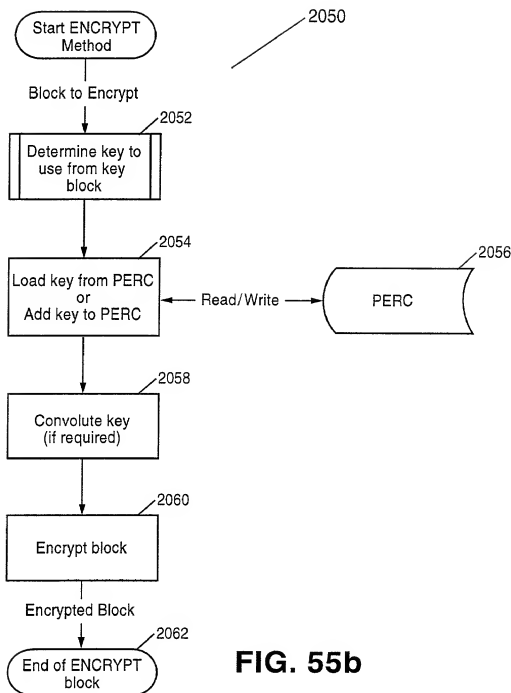 Start ENCRYPT
Method
2050
Block to Encrypt
2052
Determine key to
use from key
block
2054
Load key from PERC
or
Add key to PERC
Read/Write
2056
PERC
2058
Convolute key
(if required)
2060
Encrypt block
Encrypted Block
2062
End of ENCRYPT
block
FIG. 55b